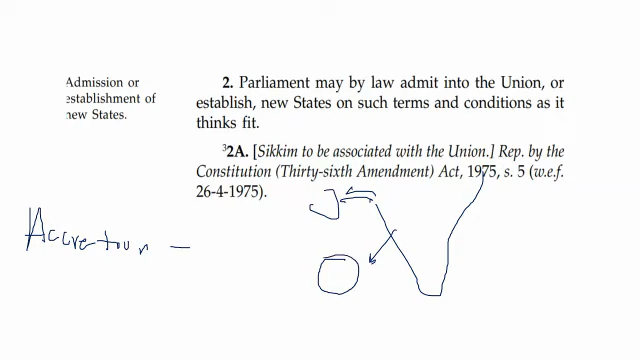 Admission or
establishment of
new States.
2. Parliament may by law admit into the Union, or
establish, new States on such terms and conditions as it
thinks fit.
³2A. [Sikkim to be associated with the Union.] Rep. by the
Constitution (Thirty-sixth Amendment) Act, 1975, s. 5 (w.e.f.
26-4-1975).